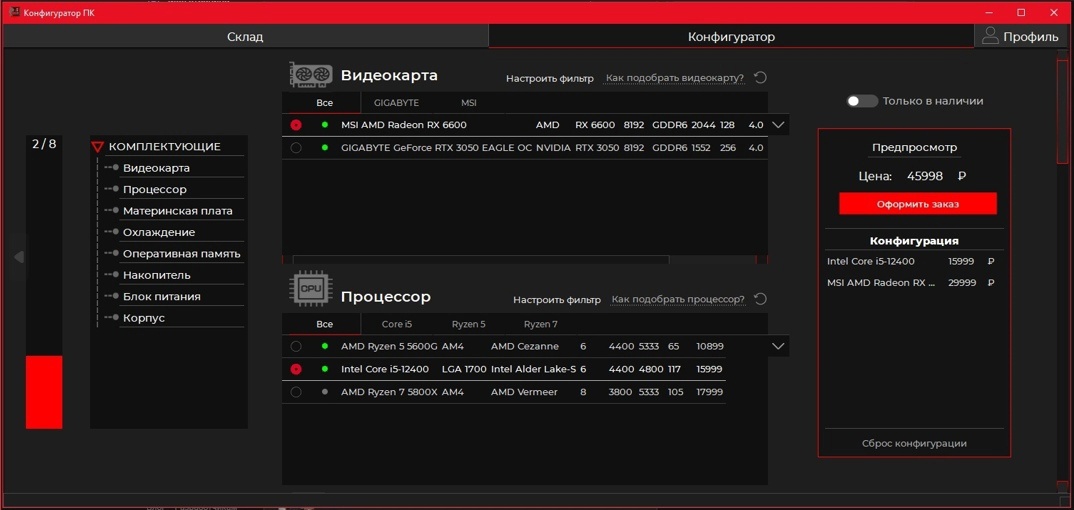 Конфигуратор ПК
Склад
Конфигуратор
Профиль
2/8
КОМПЛЕКТУЮЩИЕ
Видеокарта
Процессор
Материнская плата
Охлаждение
Оперативная память
Накопитель
Блок питания
Корпус
Видеокарта
Настроить фильтр
Как подобрать видеокарту?
Все GIGABYTE MSI
MSI AMD Radeon RX 6600 AMD RX 6600 8192 GDDR6 2044 128 4.0
GIGABYTE GeForce RTX 3050 EAGLE OC NVIDIA RTX 3050 8192 GDDR6 1552 256 4.0
CPU
Процессор
Настроить фильтр
Как подобрать процессор?
Все Core i5 Ryzen 5 Ryzen 7
AMD Ryzen 5 5600G AM4 AMD Cezanne 6 4400 5333 65 10899
Intel Core i5-12400 LGA 1700 Intel Alder Lake-S 6 4400 4800 117 15999
AMD Ryzen 7 5800X AM4 AMD Vermeer 8 3800 5333 105 17999
Только в наличии
Предпросмотр
Цена: 45998 ₽
Оформить заказ
Конфигурация
Intel Core i5-12400 15999 ₽
MSI AMD Radeon RX ... 29999 ₽
Сброс конфигурации